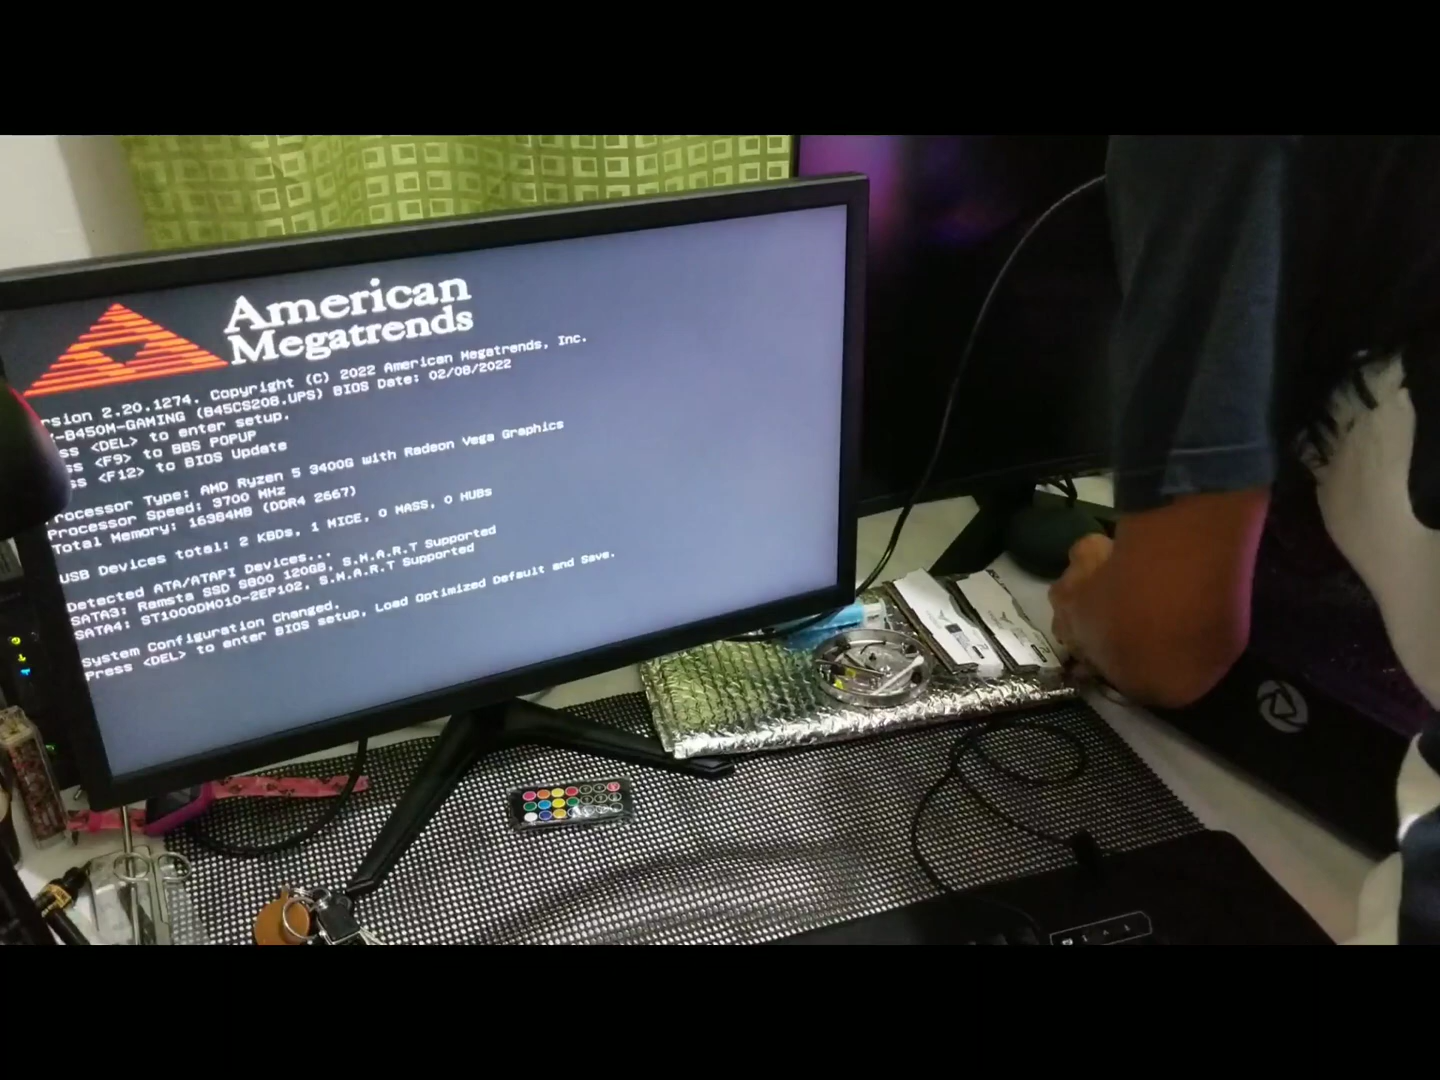 American
Megatrends
rsion 2.20.1274. Copyright (C) 2022 American Megatrends, Inc.
-B450M-GAMING (B45CS208.UPS) BIOS Date: 02/08/2022
ss <DEL> to enter setup.
ss <F9> to BBS POPUP
ss <F12> to BIOS Update
rocessor Type: AMD Ryzen 5 3400G with Radeon Vega Graphics
Processor Speed: 3700 MHz
Total Memory: 16384MB (DDR4 2667)
USB Devices total: 2 KBDs, 1 MICE, 0 MASS, 0 HUBs
Detected ATA/ATAPI Devices...
SATA3: Ramsta SSD S800 120GB, S.M.A.R.T Supported
SATA4: ST1000DM010-2EP102, S.M.A.R.T Supported
System Configuration Changed.
Press <DEL> to enter BIOS setup, Load Optimized Default and Save.